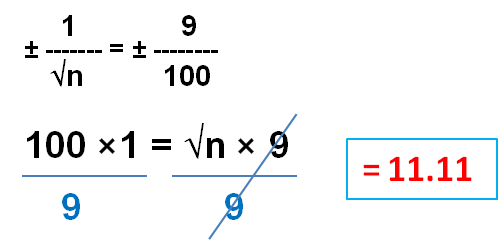 1 9
± ------- = ± --------
√n 100
100 ×1 = √n × 9
= 11.11
9 9